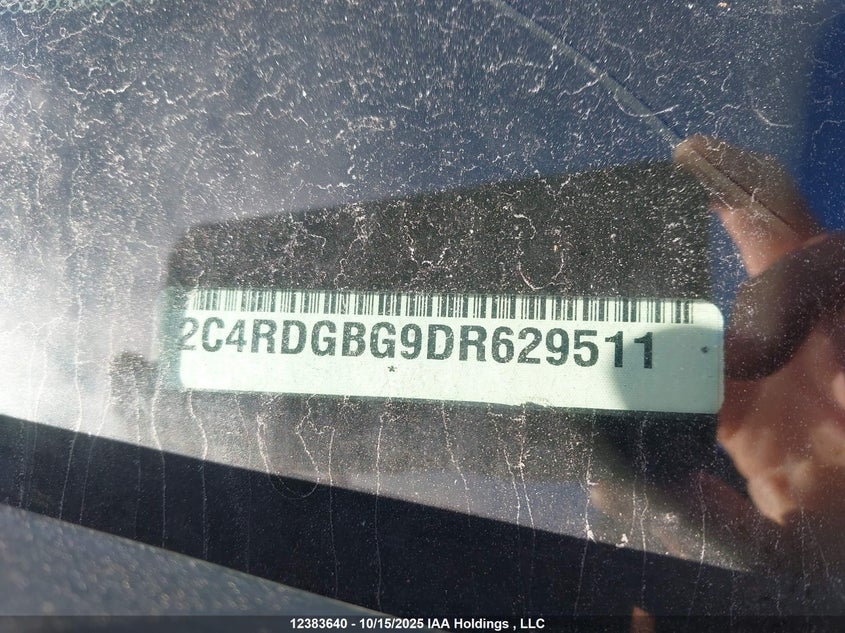 2C4RDGBG9DR629511
*
12383640 - 10/15/2025 IAA Holdings , LLC